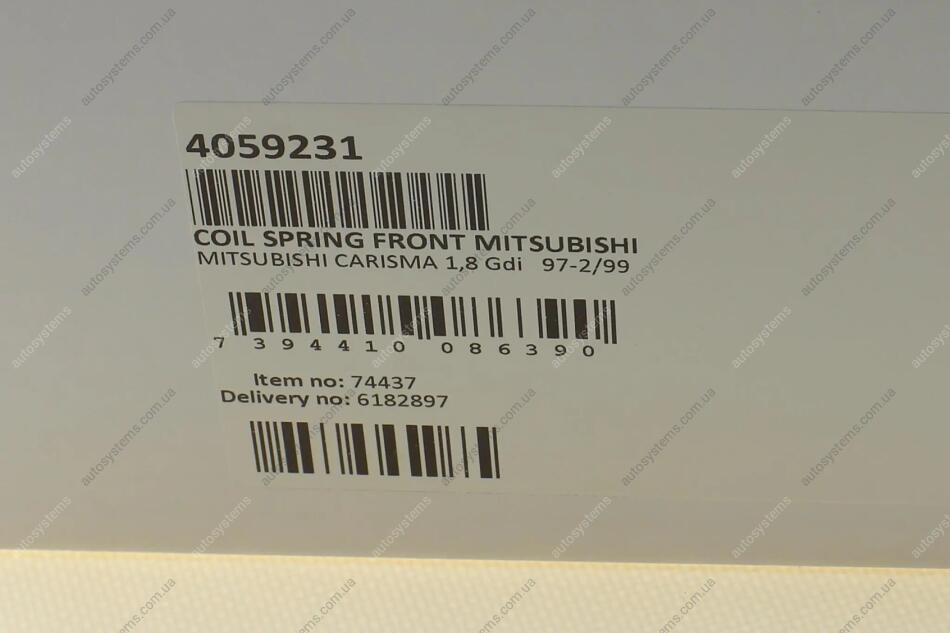 4059231
COIL SPRING FRONT MITSUBISHI
MITSUBISHI CARISMA 1,8 Gdi 97-2/99
7 394410 086390
Item no: 74437
Delivery no: 6182897
autosystems.com.ua